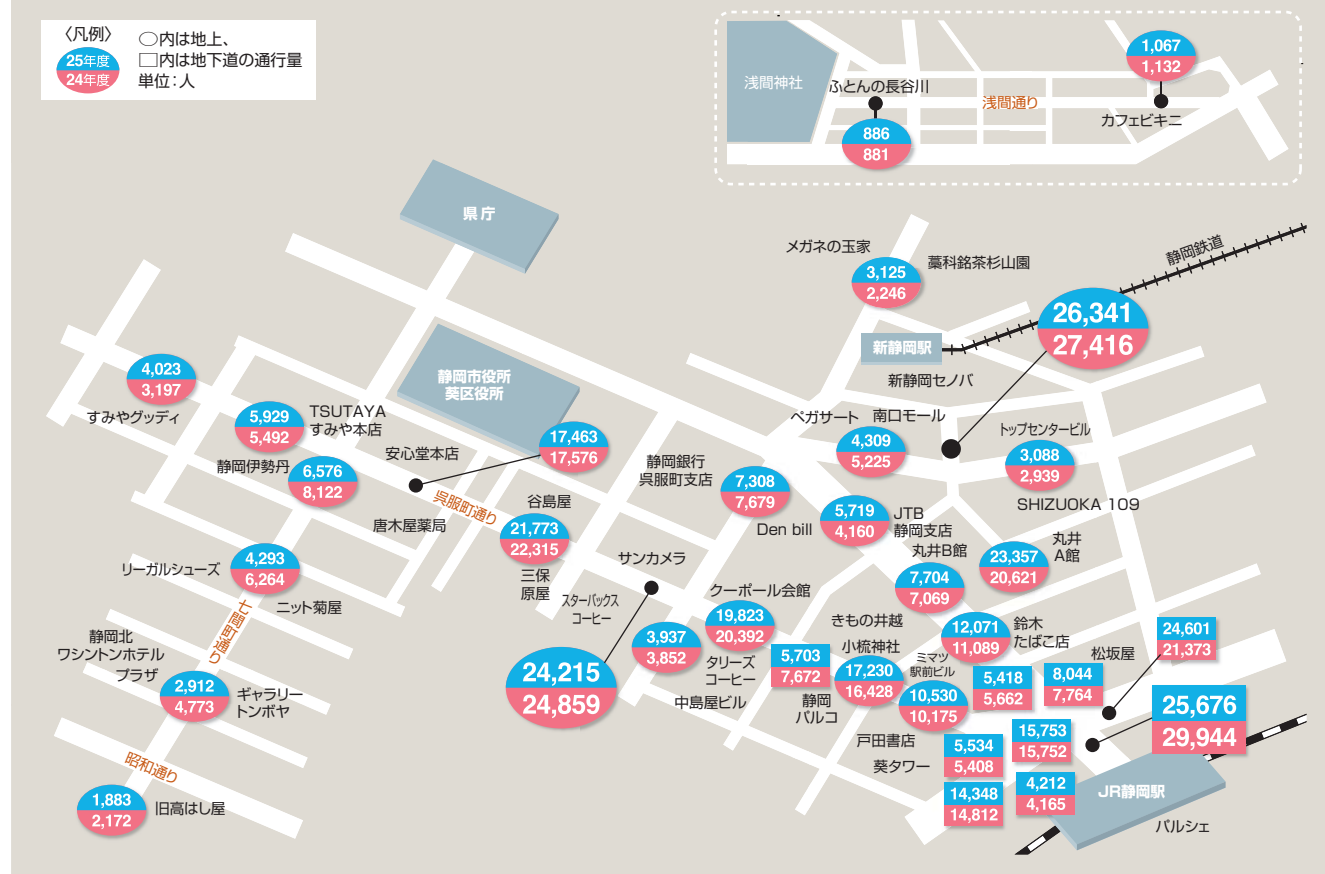 〈凡例〉
25年度
24年度
○内は地上、
□内は地下道の通行量
単位：人
浅間神社
ふとんの長谷川
886
881
浅間通り
1,067
1,132
カフェビキニ
県庁
静岡市役所
葵区役所
メガネの玉家
3,125
2,246
藁科銘茶杉山園
静岡鉄道
26,341
27,416
新静岡駅
新静岡セノバ
4,023
3,197
すみやグッディ
5,929
5,492
TSUTAYA
すみや本店
静岡伊勢丹
6,576
8,122
安心堂本店
17,463
17,576
呉服町通り
唐木屋薬局
谷島屋
21,773
22,315
三保
原屋
静岡銀行
呉服町支店
7,308
7,679
Den bill
ペガサート
南口モール
4,309
5,225
トップセンタービル
3,088
2,939
SHIZUOKA 109
5,719
4,160
JTB
静岡支店
丸井B館
7,704
7,069
23,357
20,621
丸井
A館
リーガルシューズ
4,293
6,264
ニット菊屋
七間町通り
静岡北
ワシントンホテル
プラザ
2,912
4,773
ギャラリー
トンボヤ
昭和通り
1,883
2,172
旧高はし屋
サンカメラ
スターバックス
コーヒー
24,215
24,859
3,937
3,852
クーポール会館
19,823
20,392
タリーズ
コーヒー
中島屋ビル
5,703
7,672
静岡
パルコ
きもの井越
小梳神社
17,230
16,428
ミマツ
駅前ビル
10,530
10,175
12,071
11,089
鈴木
たばこ店
5,418
5,662
8,044
7,764
松坂屋
24,601
21,373
25,676
29,944
戸田書店
葵タワー
5,534
5,408
15,753
15,752
14,348
14,812
4,212
4,165
JR静岡駅
パルシェ